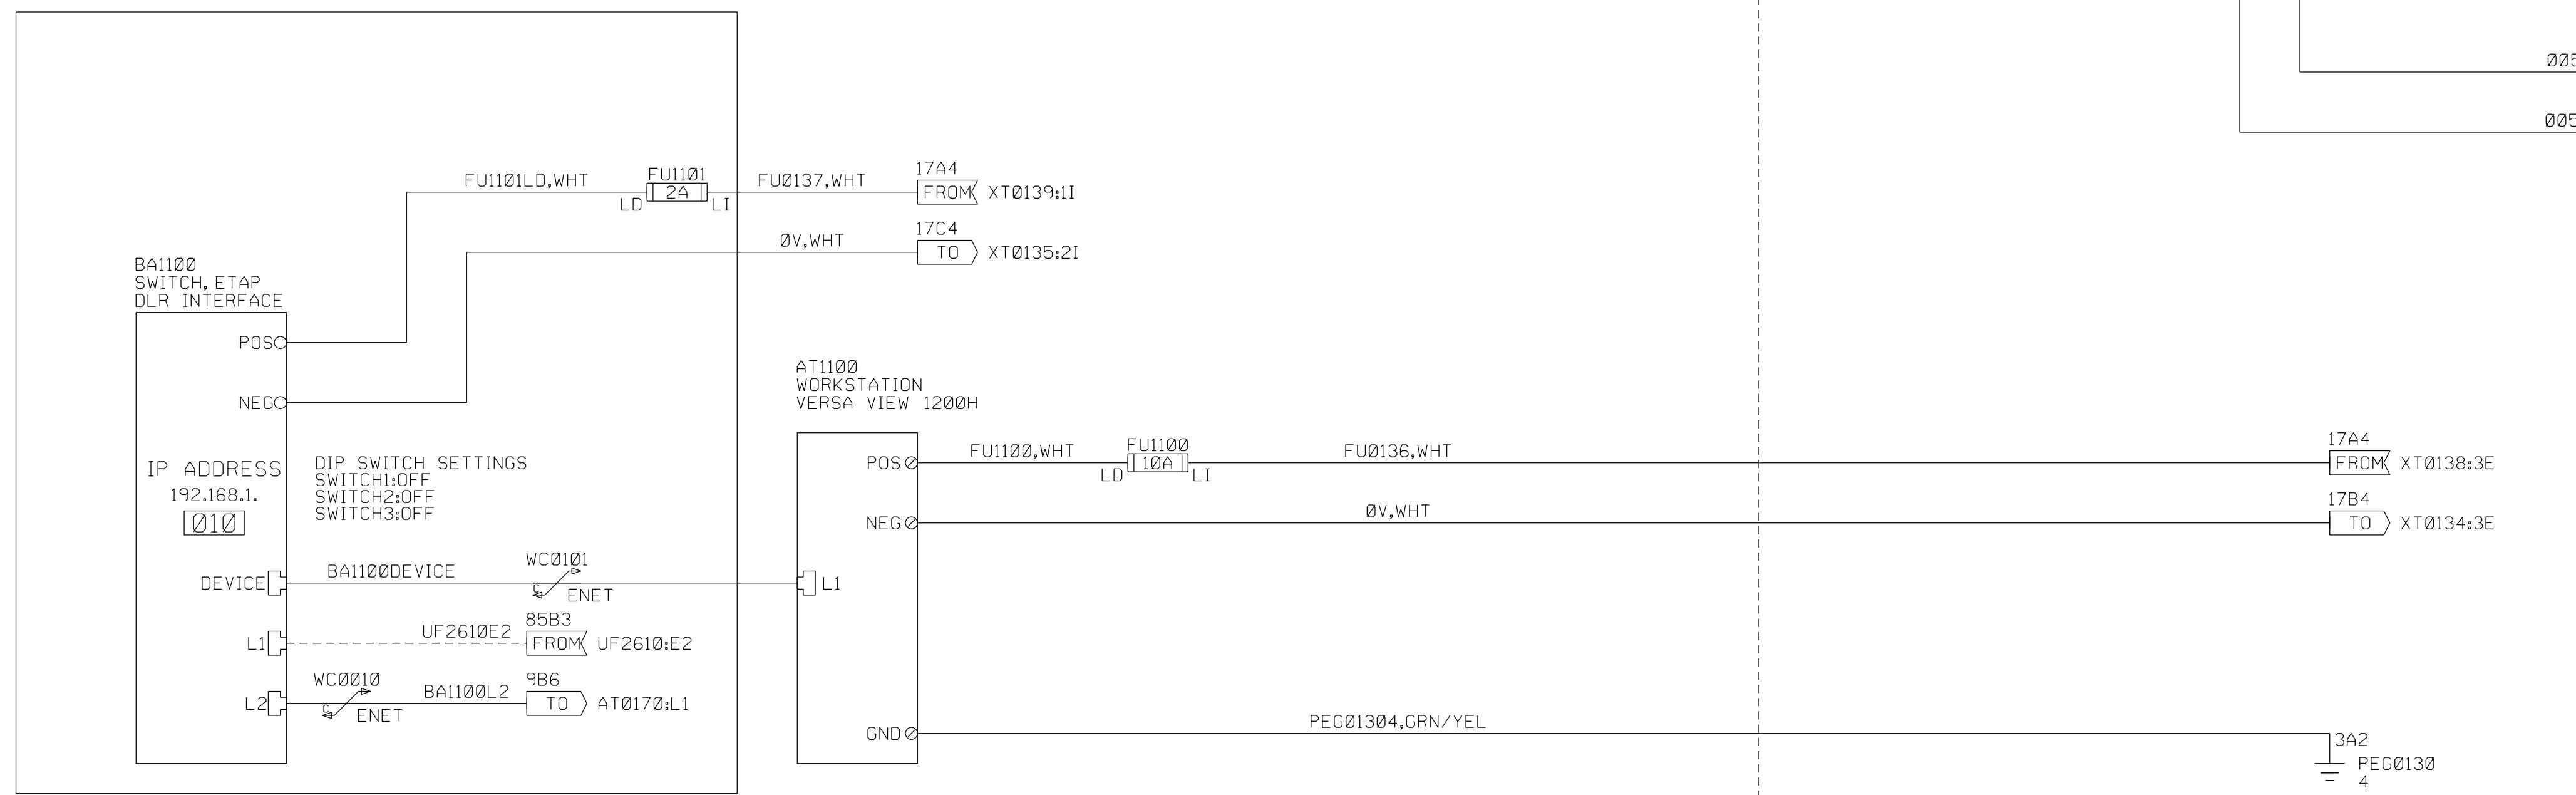 005
005
17A4
FU1101
FU1101LD,WHT
FU0137,WHT
2A
FROM
XT0139:1I
LD
LI
17C4
0V,WHT
TO
XT0135:2I
BA1100
SWITCH,ETAP
DLR INTERFACE
POS
NEG
IP ADDRESS
192.168.1.
010
DIP SWITCH SETTINGS
SWITCH1:OFF
SWITCH2:OFF
SWITCH3:OFF
DEVICE
BA1100DEVICE
WC0101
C
ENET
L1
UF2610E2
85B3
FROM
UF2610:E2
L2
WC0010
C
ENET
BA1100L2
9B6
TO
AT0170:L1
AT1100
WORKSTATION
VERSA VIEW 1200H
POS
FU1100,WHT
FU1100
10A
LD
LI
FU0136,WHT
17A4
FROM
XT0138:3E
NEG
0V,WHT
17B4
TO
XT0134:3E
L1
GND
PEG01304,GRN/YEL
3A2
PEG0130
4